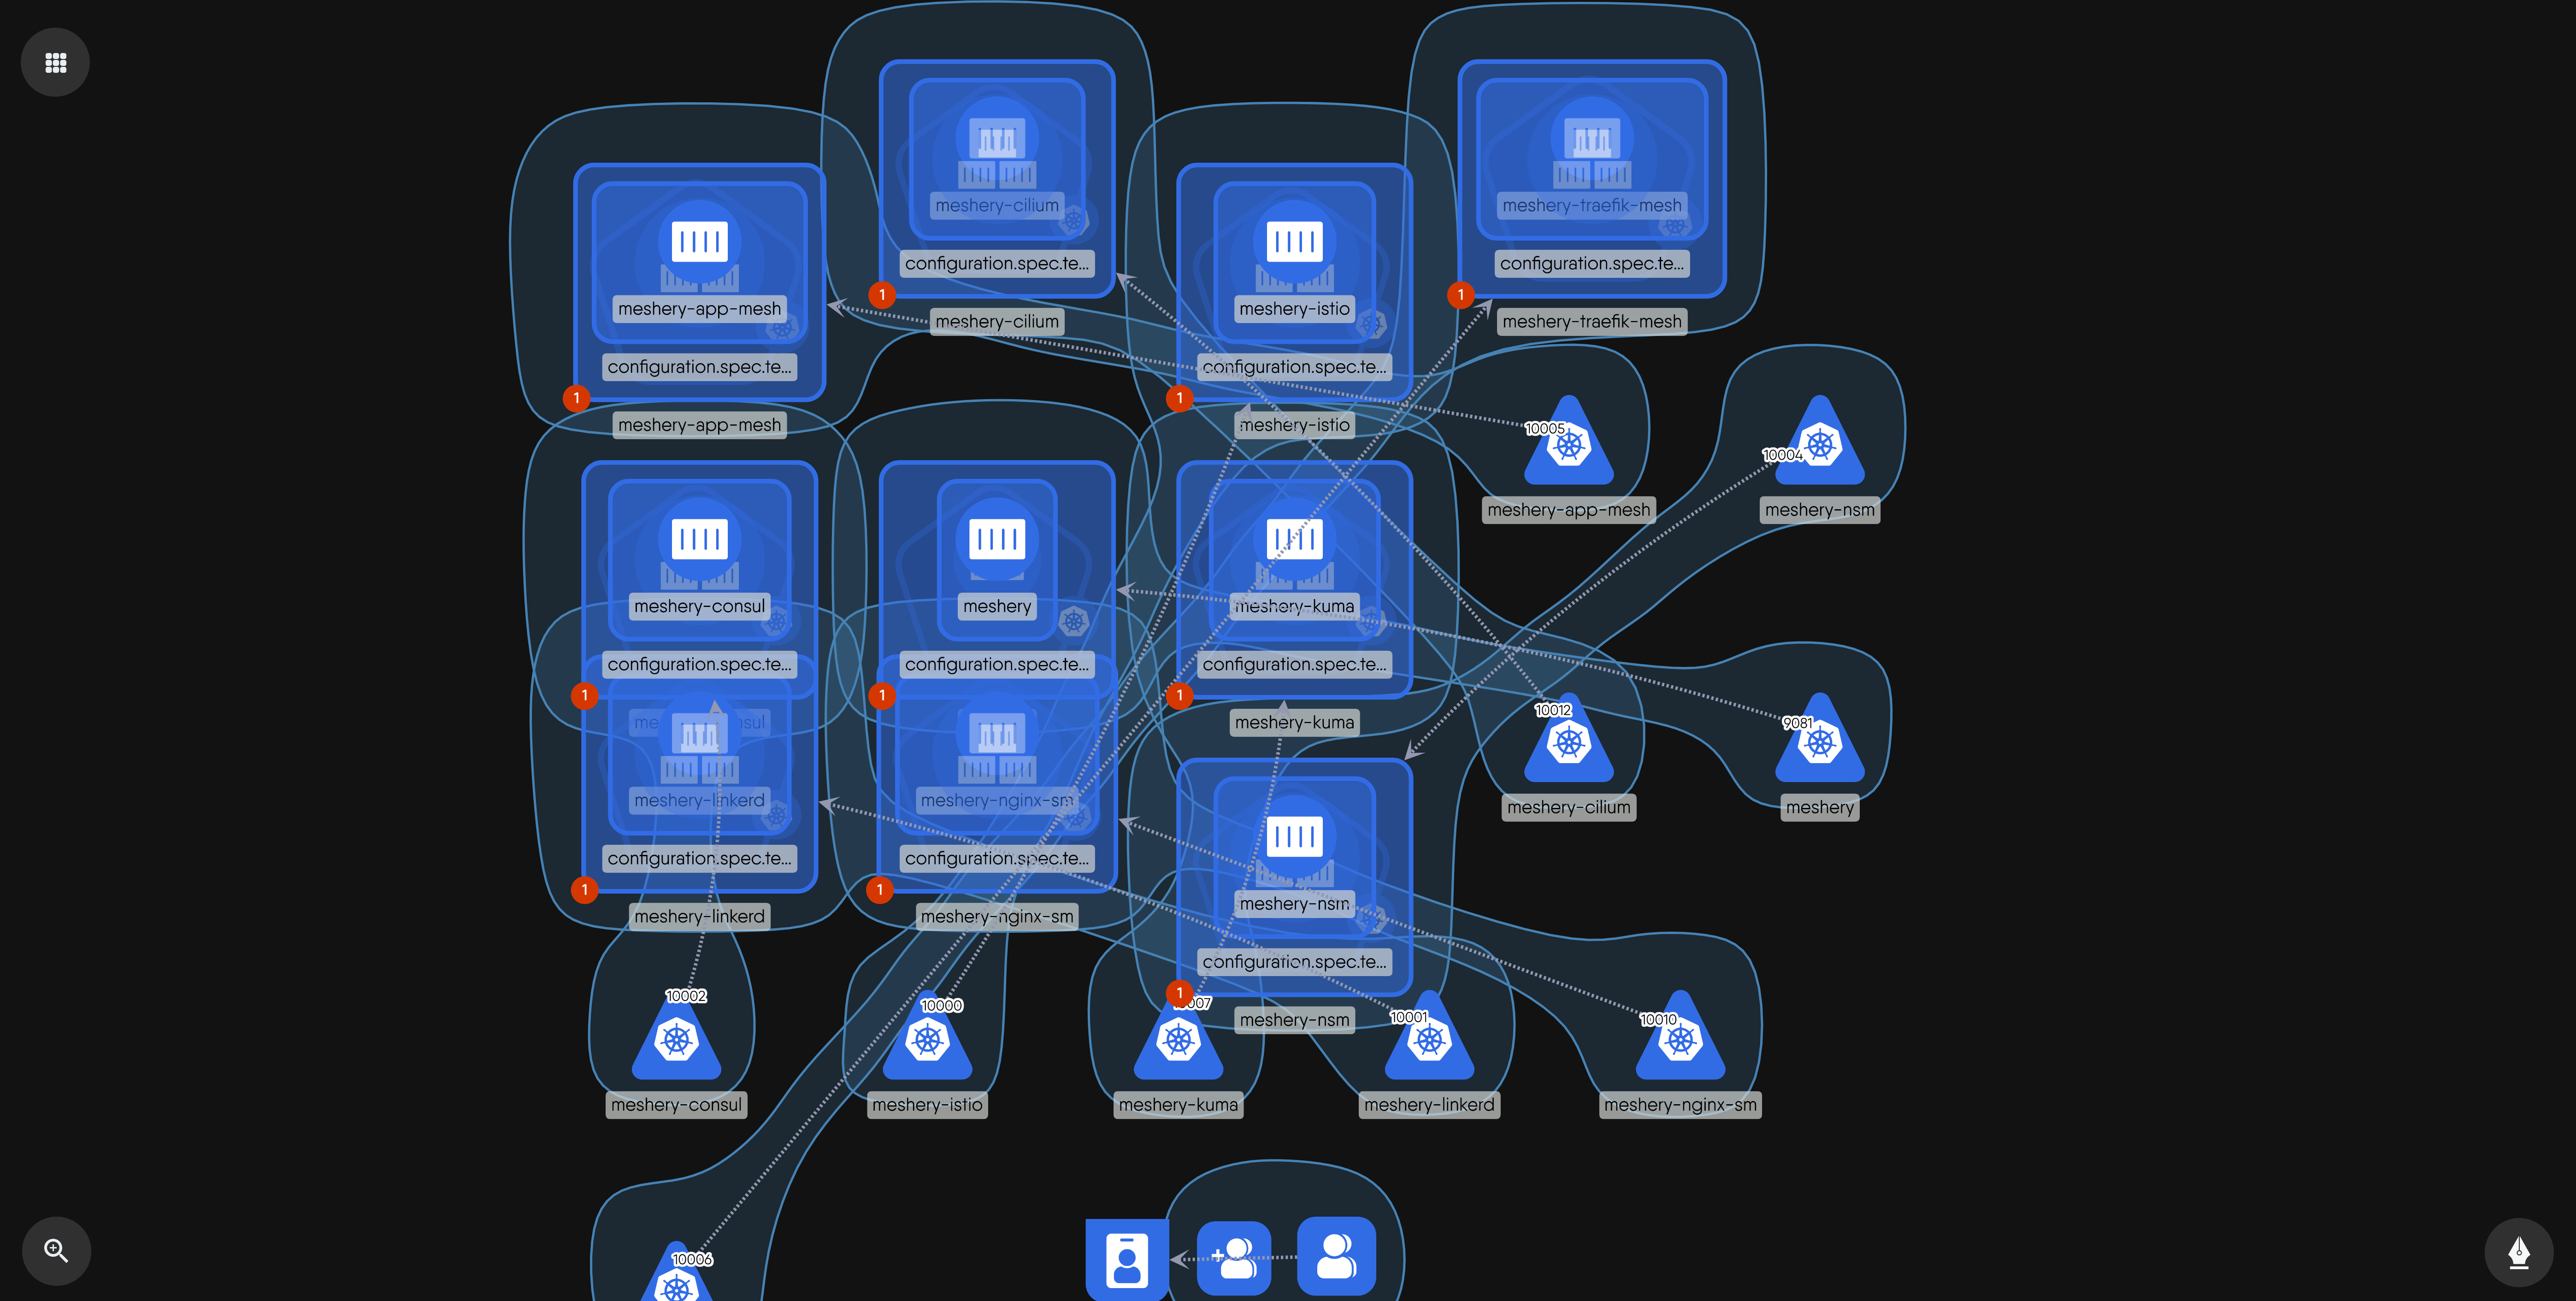 meshery-cilium
configuration.spec.te...
1
meshery-cilium
meshery-traefik-mesh
configuration.spec.te...
1
meshery-traefik-mesh
meshery-app-mesh
configuration.spec.te...
1
meshery-app-mesh
meshery-istio
configuration.spec.te...
1
meshery-istio
10005
meshery-app-mesh
10004
meshery-nsm
meshery-consul
configuration.spec.te...
1
meshery
configuration.spec.te...
1
meshery-kuma
configuration.spec.te...
1
meshery-kuma
10012
meshery-cilium
9081
meshery
meshery-linkerd
configuration.spec.te...
1
meshery-linkerd
meshery-nginx-sm
configuration.spec.te...
1
meshery-nginx-sm
meshery-nsm
configuration.spec.te...
1
meshery-nsm
10002
meshery-consul
10000
meshery-istio
meshery-kuma
10001
meshery-linkerd
10010
meshery-nginx-sm
10006